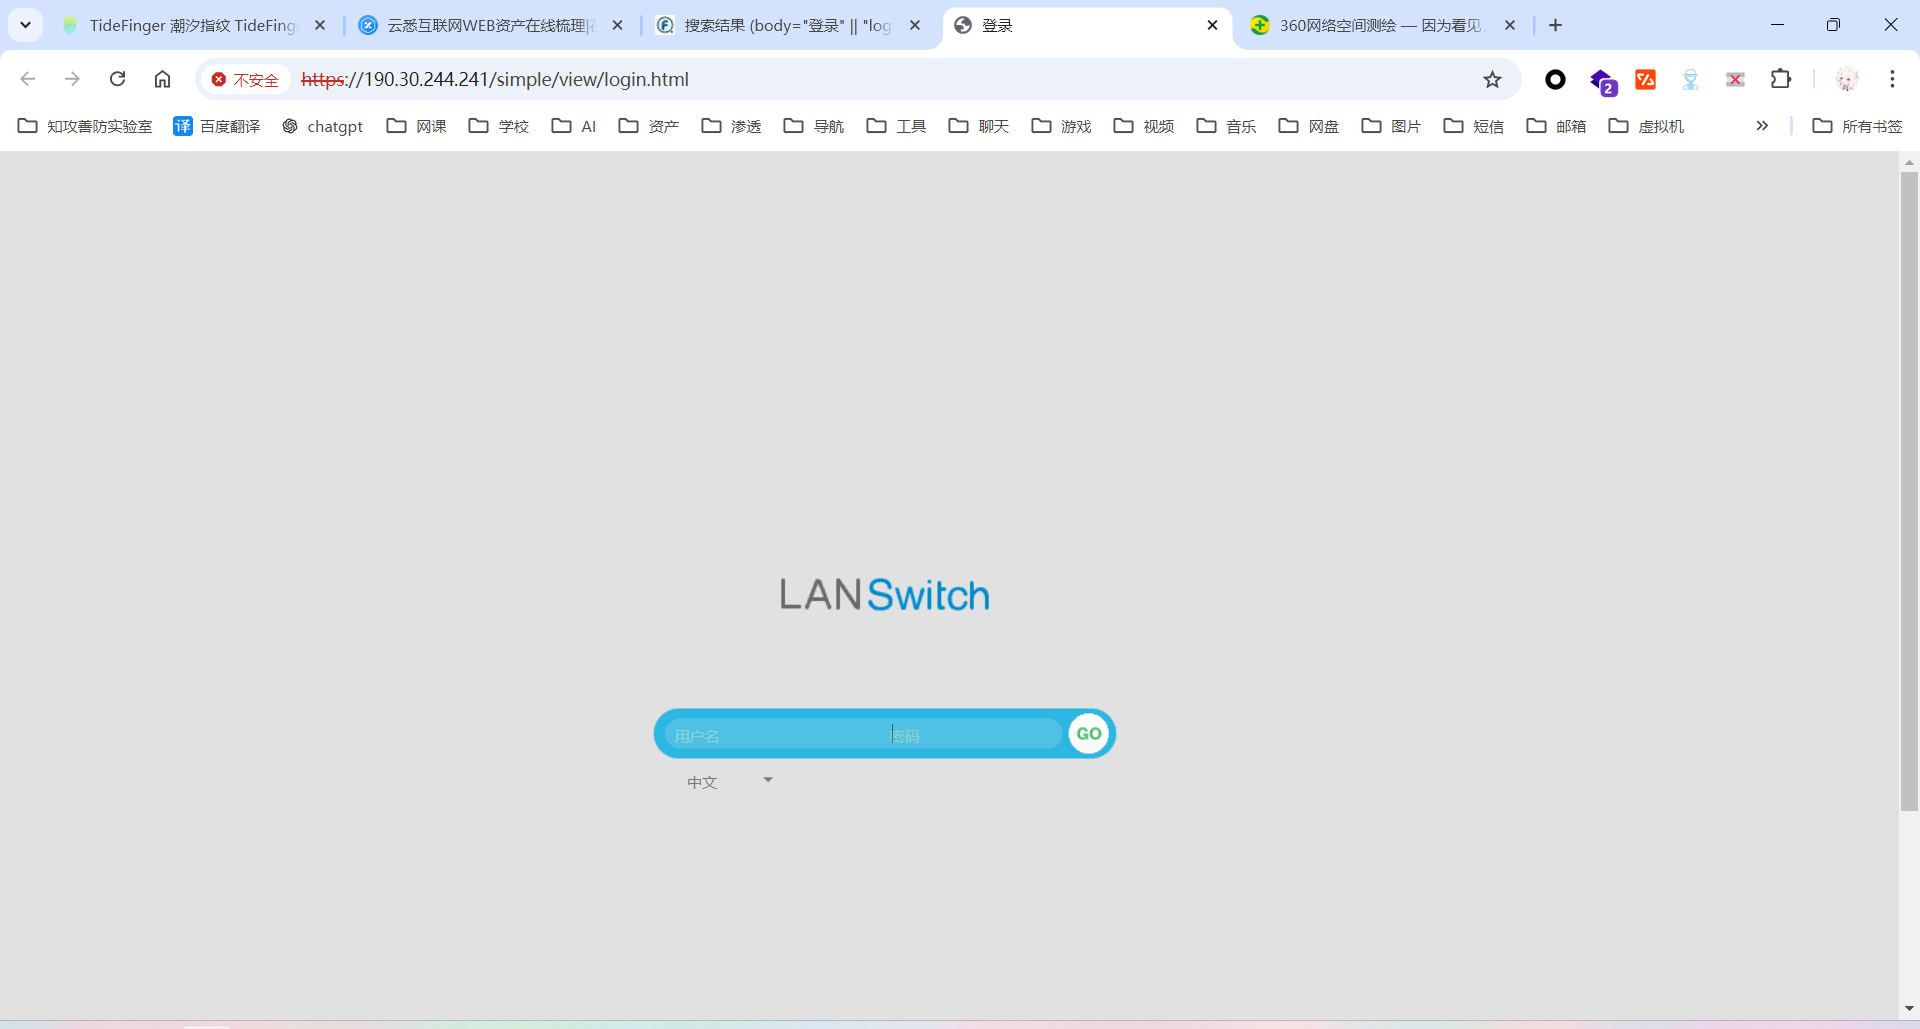 TideFinger 潮汐指纹 TideFing
云悉互联网WEB资产在线梳理|
搜索结果 (body="登录" || "log
登录
360网络空间测绘 — 因为看见,
不安全 https://190.30.244.241/simple/view/login.html
2
知攻善防实验室 译 百度翻译 chatgpt 网课 学校 AI 资产 渗透 导航 工具 聊天 游戏 视频 音乐 网盘 图片 短信 邮箱 虚拟机 » 所有书签
LANSwitch
用户名 密码 GO
中文